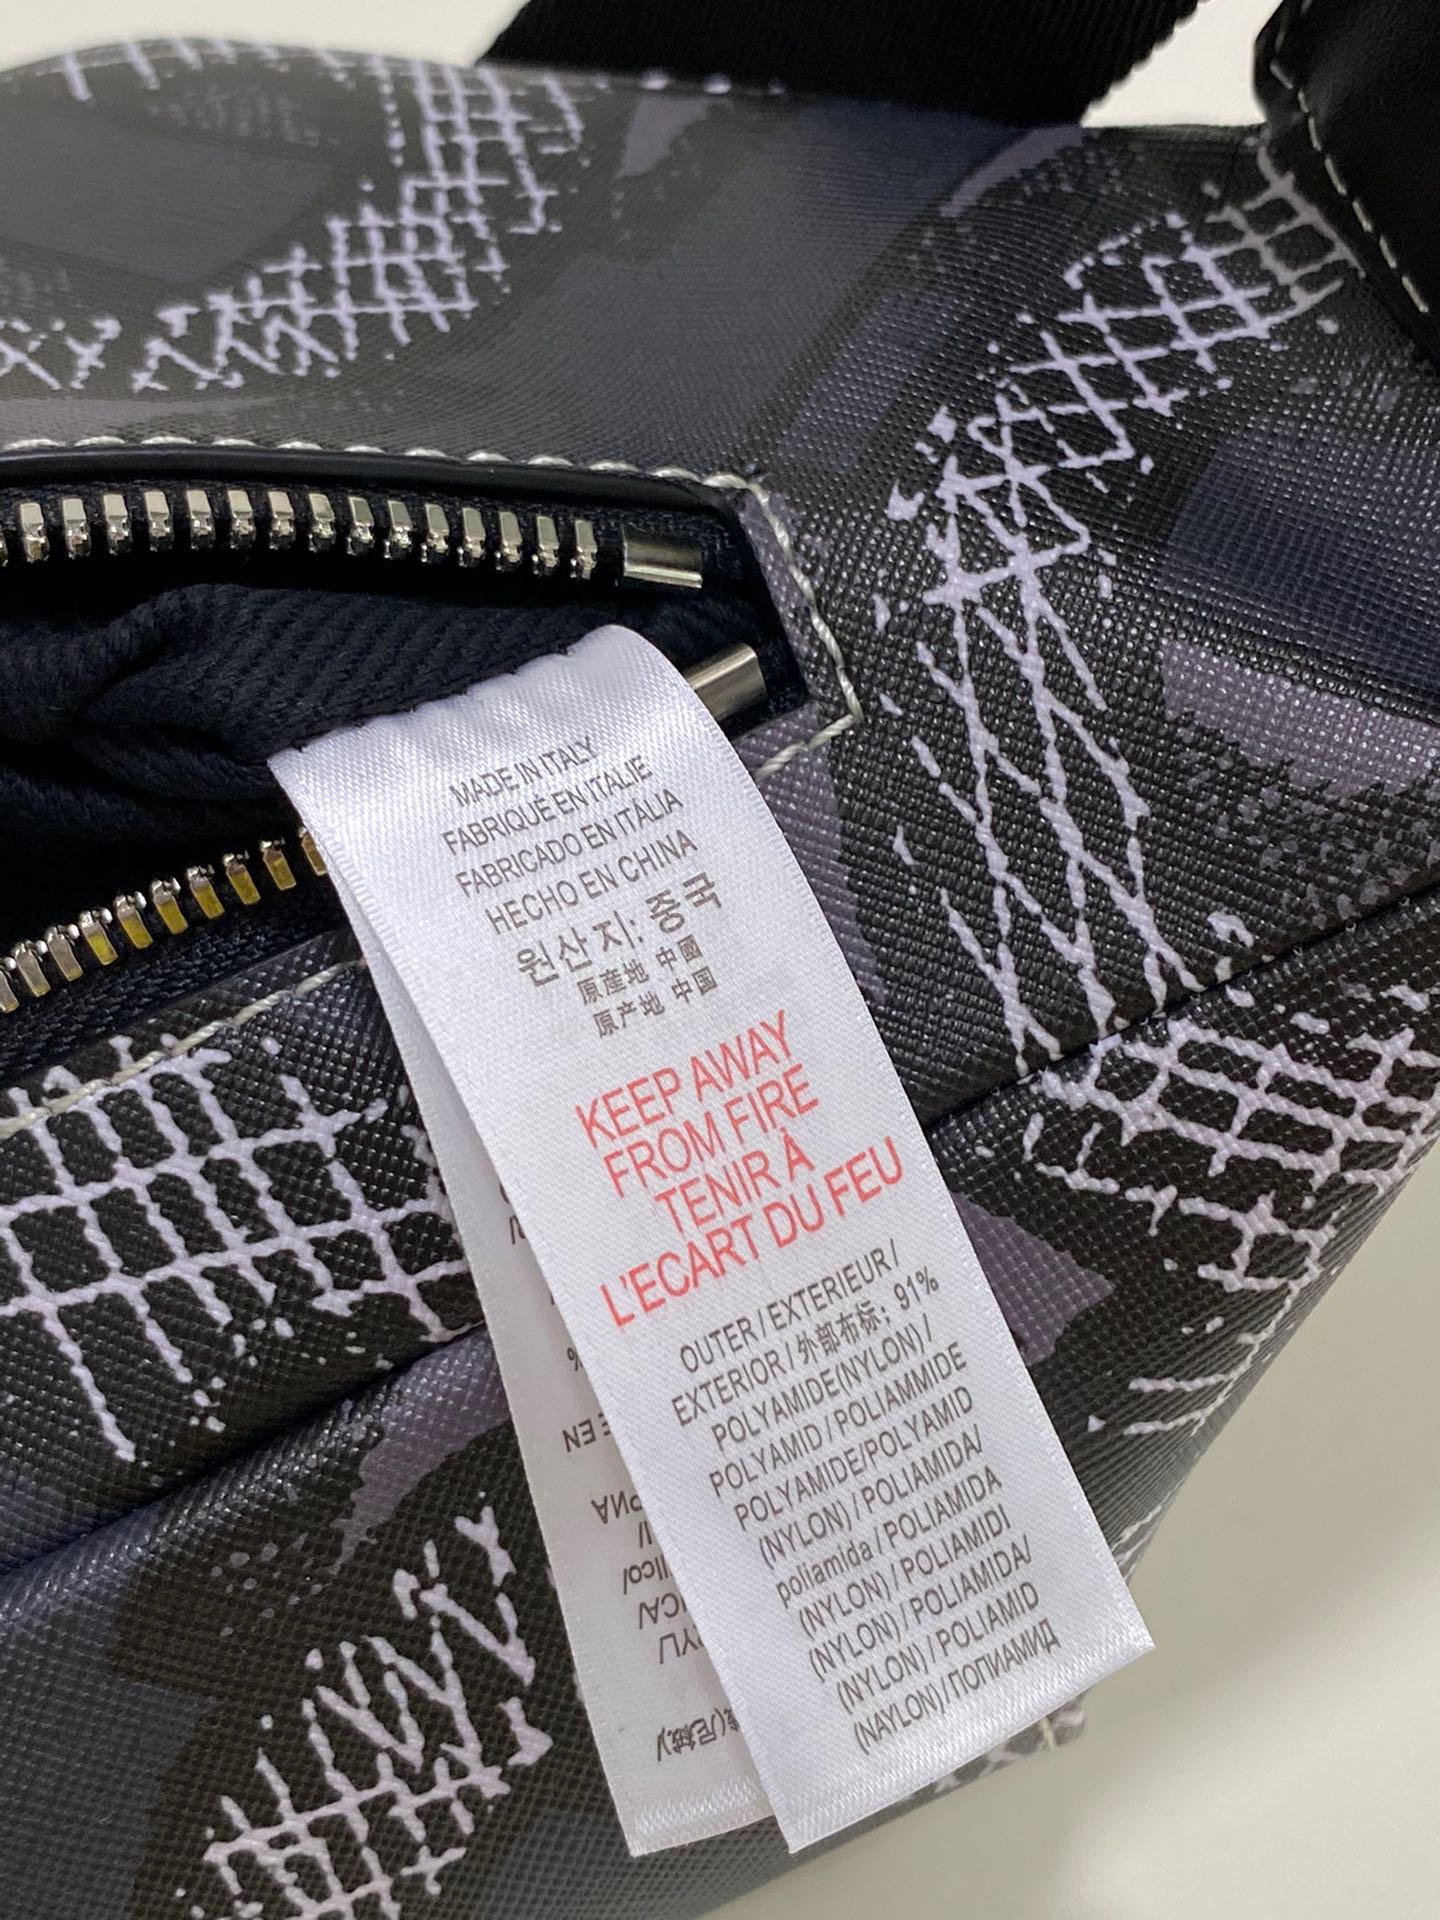 MADE IN ITALY
FABRIQUÉ EN ITALIE
FABRICADO EN ITÀLIA
HECHO EN CHINA
원산지: 중국
原産地 中國
原产地 中国
KEEP AWAY
FROM FIRE
TENIR À
L'ECART DU FEU
OUTER / EXTERIEUR /
EXTERIOR / 外部布标: 91%
POLYAMIDE(NYLON) /
POLYAMID / POLIAMMIDE
POLYAMIDE/POLYAMID
(NYLON) / POLIAMIDA/
poliamida / POLIAMIDA
(NYLON) / POLIAMIDI
(NYLON) / POLIAMIDA/
(NYLON) / POLIAMID
(NAYLON) / ПОЛИАМИД